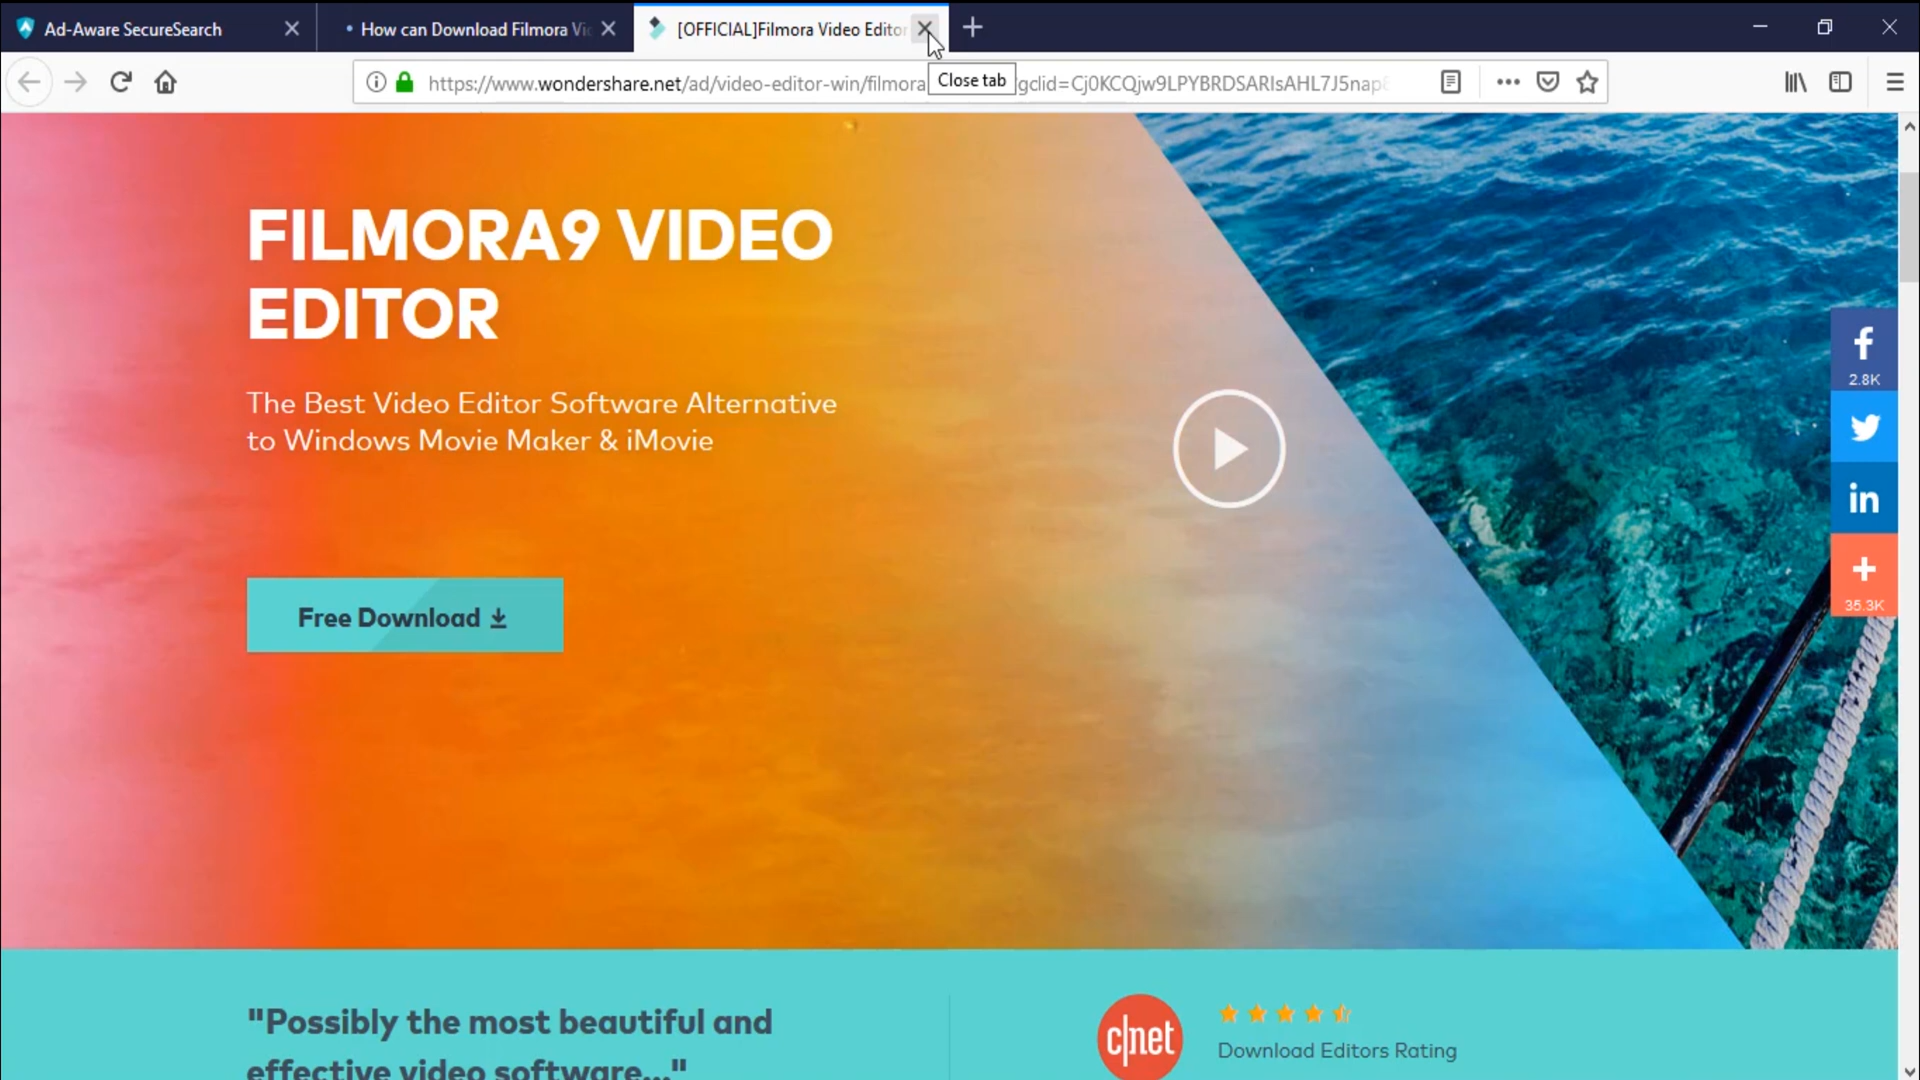 Ad-Aware SecureSearch
How can Download Filmora Vi
[OFFICIAL]Filmora Video Editor
https://www.wondershare.net/ad/video-editor-win/filmora
gclid=Cj0KCQjw9LPYBRDSARIsAHL7J5nap
Close tab
FILMORA9 VIDEO
EDITOR
The Best Video Editor Software Alternative
to Windows Movie Maker & iMovie
Free Download
2.8K
in
35.3K
"Possibly the most beautiful and
effective video software..."
c|net
Download Editors Rating